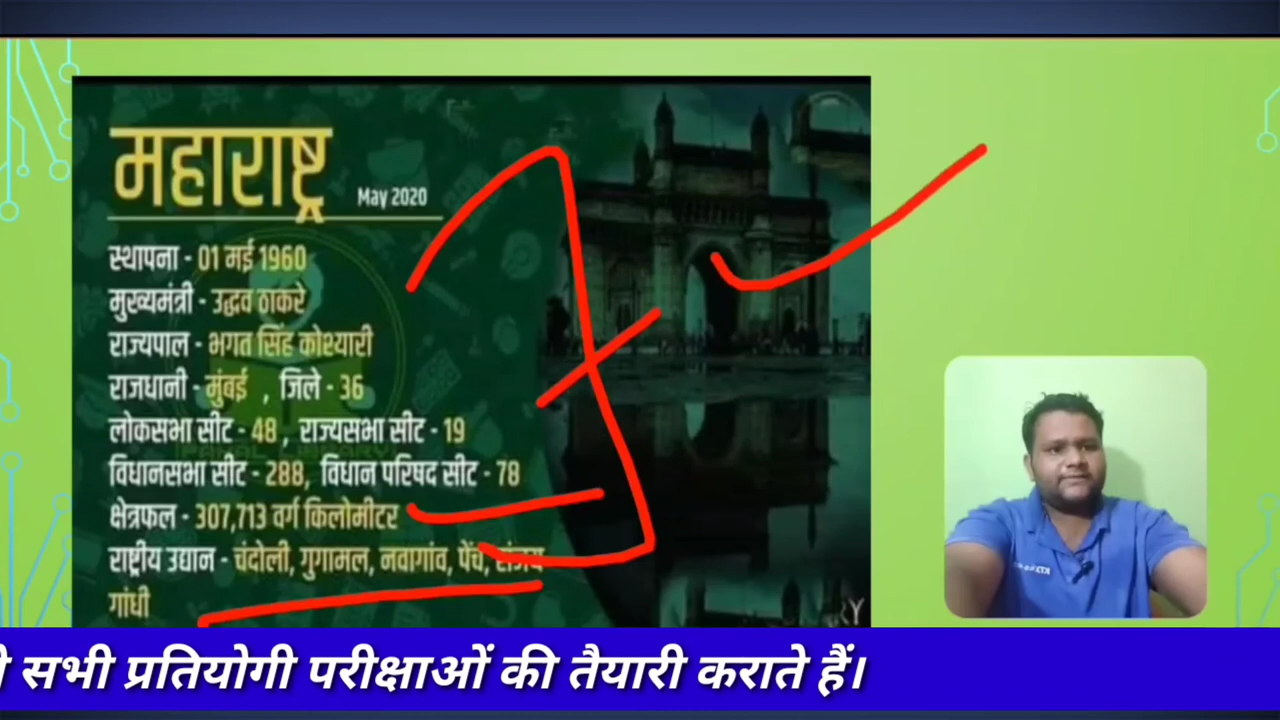 महाराष्ट्र
May 2020
स्थापना - 01 मई 1960
मुख्यमंत्री - उद्धव ठाकरे
राज्यपाल - भगत सिंह कोश्यारी
राजधानी - मुंबई , जिले - 36
लोकसभा सीट - 48 , राज्यसभा सीट - 19
विधानसभा सीट - 288, विधान परिषद सीट - 78
क्षेत्रफल - 307,713 वर्ग किलोमीटर
राष्ट्रीय उद्यान - चंदोली, गुगामल, नवागांव, पेंच, संजय
गांधी
सभी प्रतियोगी परीक्षाओं की तैयारी कराते हैं।